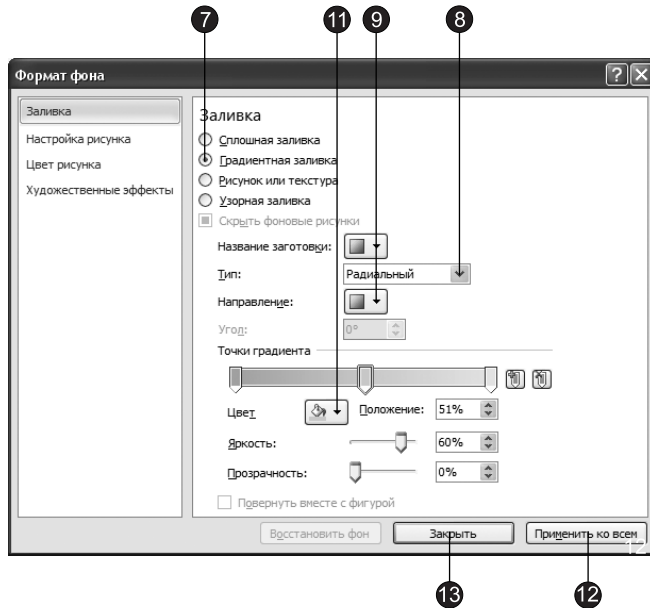 7 11 9 8
Формат фона
Заливка
Настройка рисунка
Цвет рисунка
Художественные эффекты
Заливка
Сплошная заливка
Градиентная заливка
Рисунок или текстура
Узорная заливка
Скрыть фоновые рисунки
Название заготовки:
Тип: Радиальный
Направление:
Угол: 0°
Точки градиента
Цвет Положение: 51%
Яркость: 60%
Прозрачность: 0%
Повернуть вместе с фигурой
Восстановить фон Закрыть Применить ко всем
12
13 12